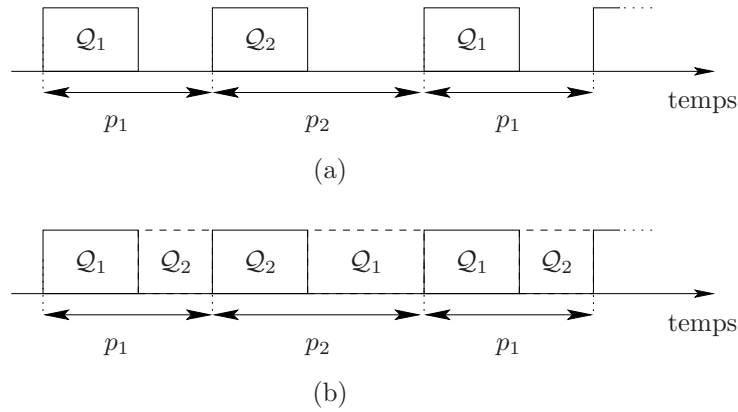 𝒬₁ 𝒬₂ 𝒬₁
temps
p₁ p₂ p₁
(a)
𝒬₁ 𝒬₂ 𝒬₂ 𝒬₁ 𝒬₁ 𝒬₂
temps
p₁ p₂ p₁
(b)